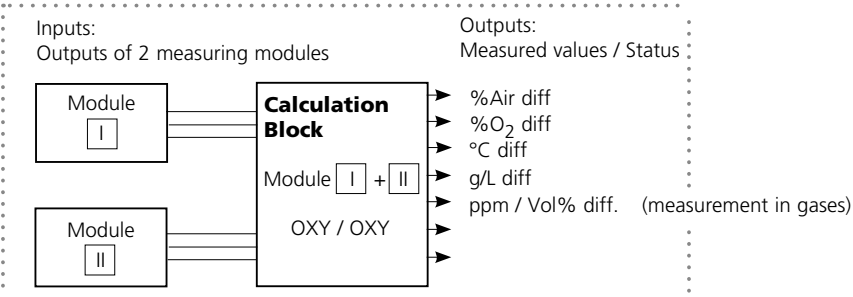 Inputs:
Outputs of 2 measuring modules
Outputs:
Measured values / Status
Module
I
Module
II
Calculation
Block
Module I + II
OXY / OXY
%Air diff
%O₂ diff
°C diff
g/L diff
ppm / Vol% diff. (measurement in gases)